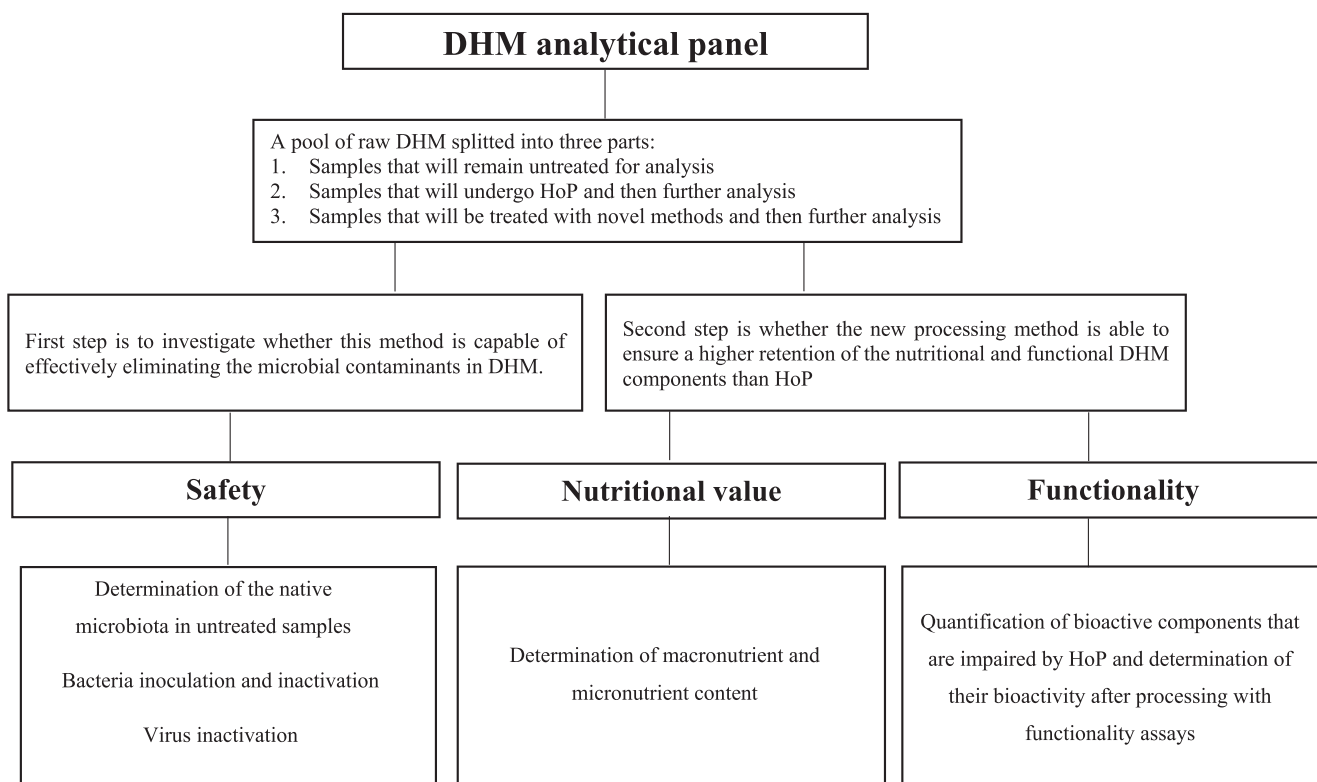 DHM analytical panel
A pool of raw DHM splitted into three parts:
1. Samples that will remain untreated for analysis
2. Samples that will undergo HoP and then further analysis
3. Samples that will be treated with novel methods and then further analysis
First step is to investigate whether this method is capable of
effectively eliminating the microbial contaminants in DHM.
Second step is whether the new processing method is able to
ensure a higher retention of the nutritional and functional DHM
components than HoP
Safety
Nutritional value
Functionality
Determination of the native
microbiota in untreated samples
Bacteria inoculation and inactivation
Virus inactivation
Determination of macronutrient and
micronutrient content
Quantification of bioactive components that
are impaired by HoP and determination of
their bioactivity after processing with
functionality assays